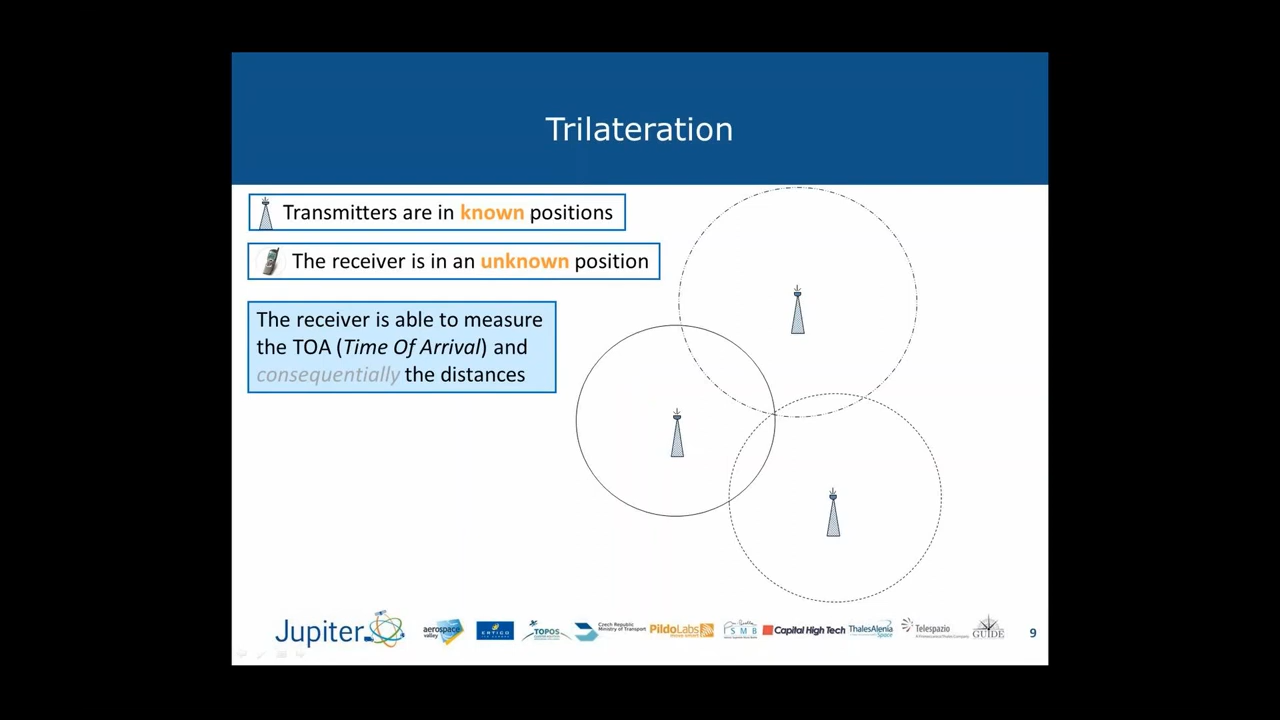 Trilateration
Transmitters are in known positions
The receiver is in an unknown position
The receiver is able to measure
the TOA (Time Of Arrival) and
consequentially the distances
Jupiter
aerospace
valley
ERTICO
TOPOS
Czech Republic
Ministry of Transport
PildoLabs
ISMB
Capital High Tech
ThalesAlenia
Space
Telespazio
GUIDE
9